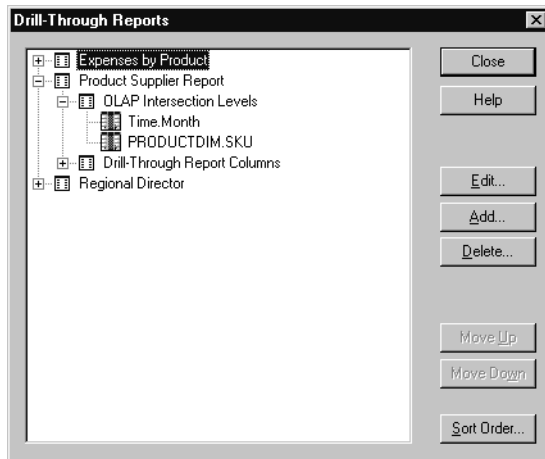 Drill-Through Reports
Expenses by Product
Product Supplier Report
OLAP Intersection Levels
Time.Month
PRODUCTDIM.SKU
Drill-Through Report Columns
Regional Director
Close
Help
Edit...
Add...
Delete...
Move Up
Move Down
Sort Order...